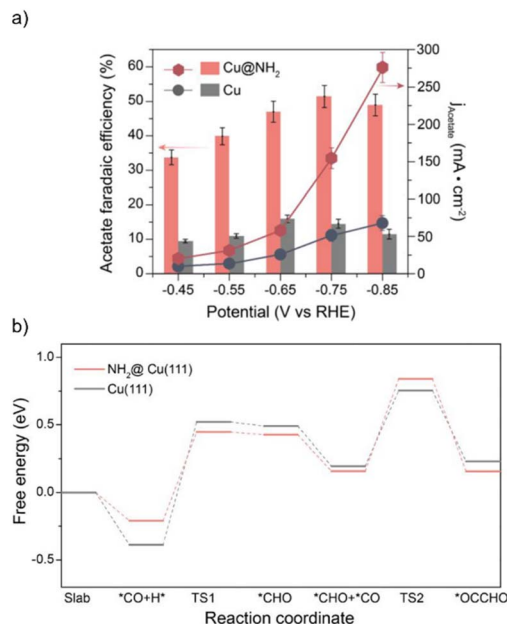 a)
Cu@NH₂
Cu
Acetate faradaic efficiency (%)
60
50
40
30
20
10
0
300
250
200
150
100
50
0
jAcetate (mA • cm⁻²)
-0.45 -0.55 -0.65 -0.75 -0.85
Potential (V vs RHE)
b)
NH₂@ Cu(111)
Cu(111)
Free energy (eV)
1.0
0.5
0.0
-0.5
Slab *CO+H* TS1 *CHO *CHO+*CO TS2 *OCCHO
Reaction coordinate